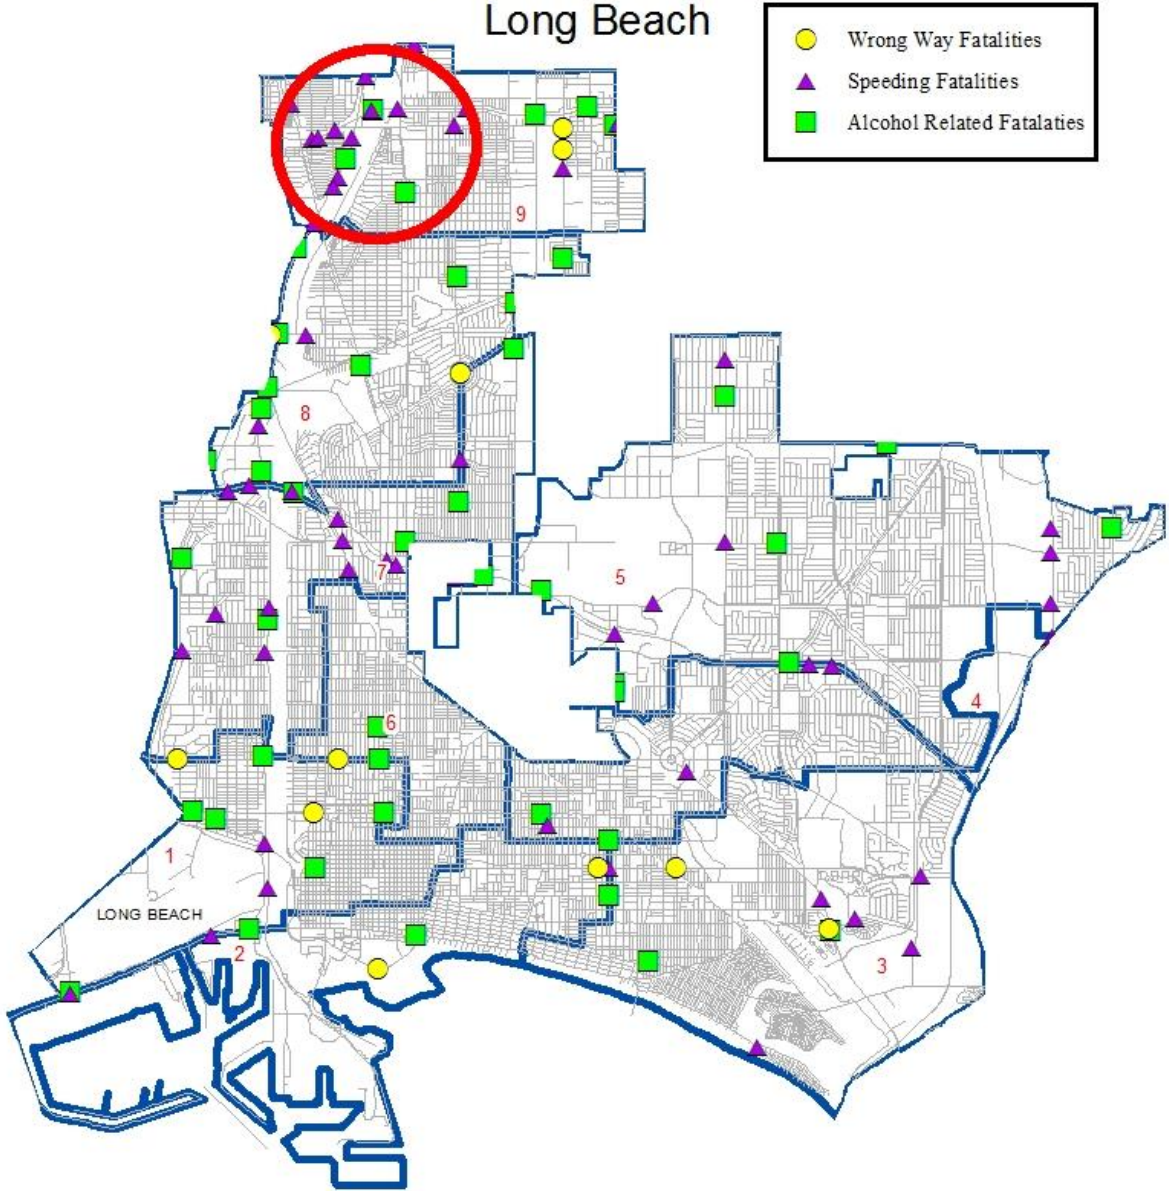 Long Beach
Wrong Way Fatalities
Speeding Fatalities
Alcohol Related Fatalaties
9
8
7
5
4
6
1
LONG BEACH
2
3